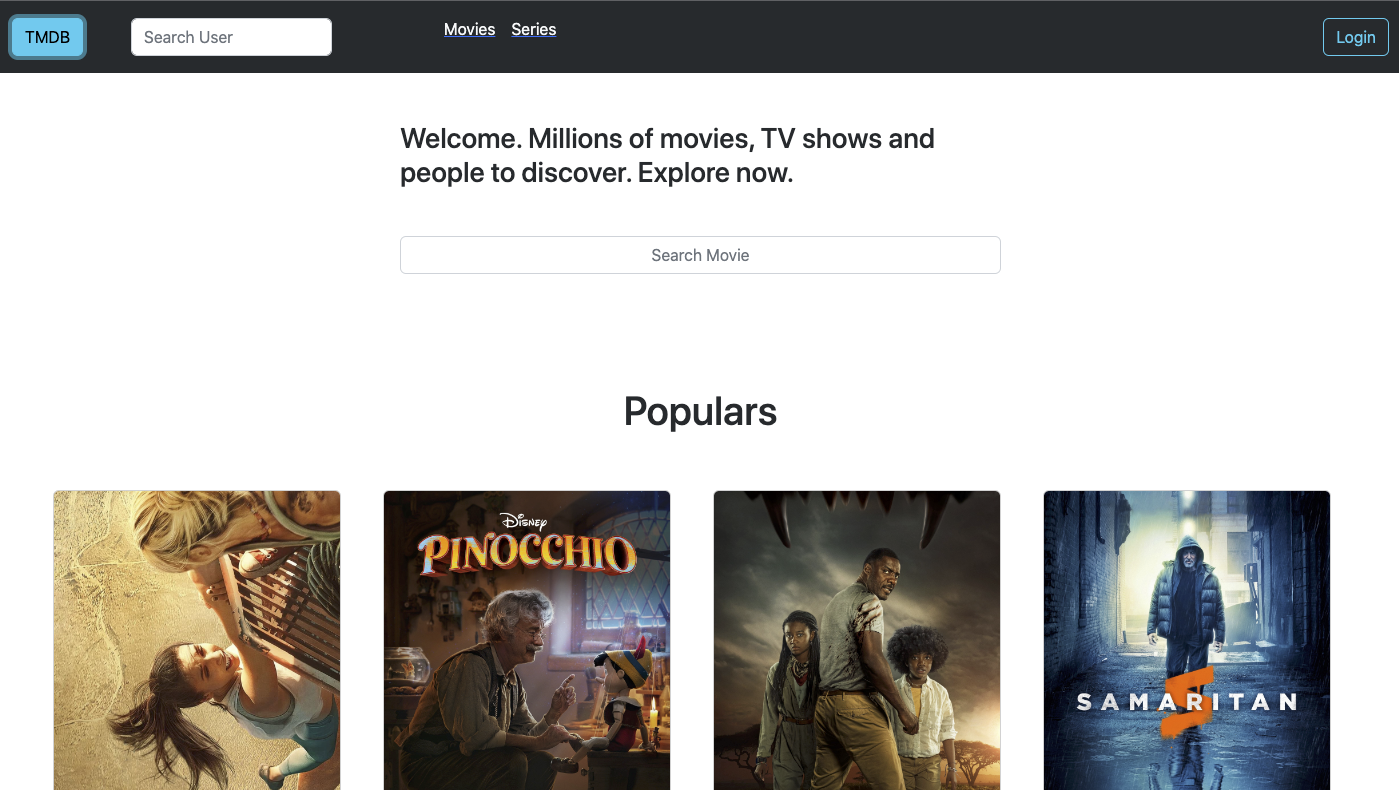 TMDB
Search User
Movies
Series
Login
Welcome. Millions of movies, TV shows and
people to discover. Explore now.
Search Movie
Populars
Disney
PINOCCHIO
SAMARITAN